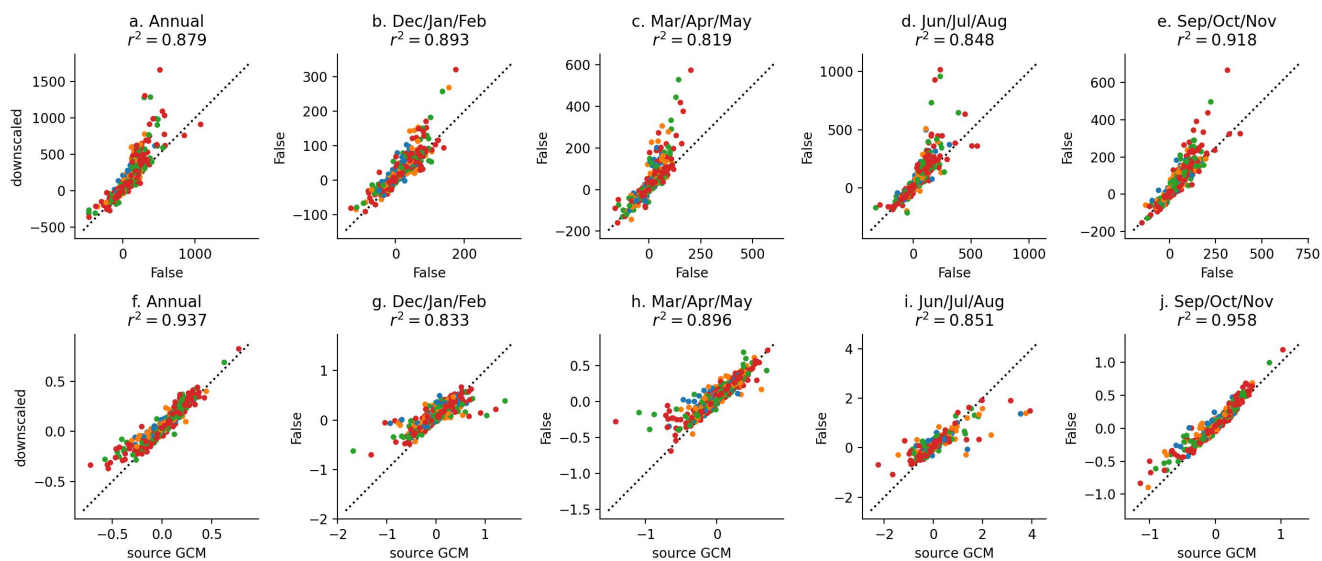 a. Annual
r² = 0.879
b. Dec/Jan/Feb
r² = 0.893
c. Mar/Apr/May
r² = 0.819
d. Jun/Jul/Aug
r² = 0.848
e. Sep/Oct/Nov
r² = 0.918
downscaled
1500
1000
500
0
−500
0 1000
False
False
300
200
100
0
−100
0 200
False
False
600
400
200
0
−200
0 250 500
False
False
1000
500
0
0 500 1000
False
False
600
400
200
0
−200
0 250 500 750
False
f. Annual
r² = 0.937
g. Dec/Jan/Feb
r² = 0.833
h. Mar/Apr/May
r² = 0.896
i. Jun/Jul/Aug
r² = 0.851
j. Sep/Oct/Nov
r² = 0.958
downscaled
0.5
0.0
−0.5
−0.5 0.0 0.5
source GCM
False
1
0
−1
−2
−2 −1 0 1
source GCM
False
0.5
0.0
−0.5
−1.0
−1.5
−1 0
source GCM
False
4
2
0
−2
−2 0 2 4
source GCM
False
1.0
0.5
0.0
−0.5
−1.0
−1 0 1
source GCM